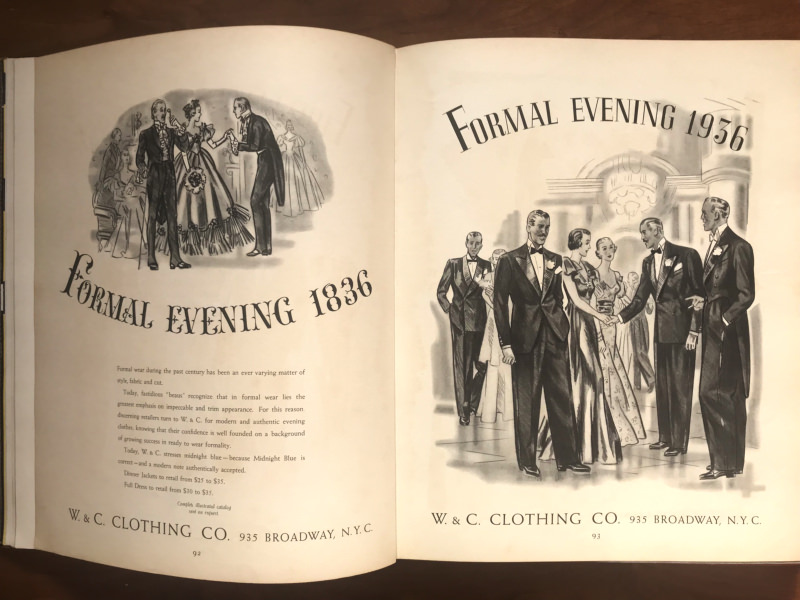 FORMAL EVENING 1836
Formal wear during the past century has been an ever varying matter of
style, fabric and cut.
Today, fastidious "beaus" recognize that in formal wear lies the
greatest emphasis on impeccable and trim appearance. For this reason
discerning retailers turn to W. & C. for modern and authentic evening
clothes, knowing that their confidence is well founded on a background
of growing success in ready to wear formality.
Today, W. & C. stresses midnight blue—because Midnight Blue is
correct—and a modern note authentically accepted.
Dinner Jackets to retail from $25 to $35.
Full Dress to retail from $30 to $35.
Complete illustrated catalog
sent on request
W. & C. CLOTHING CO. 935 BROADWAY, N.Y.C.
92
FORMAL EVENING 1936
W. & C. CLOTHING CO. 935 BROADWAY, N.Y.C.
93